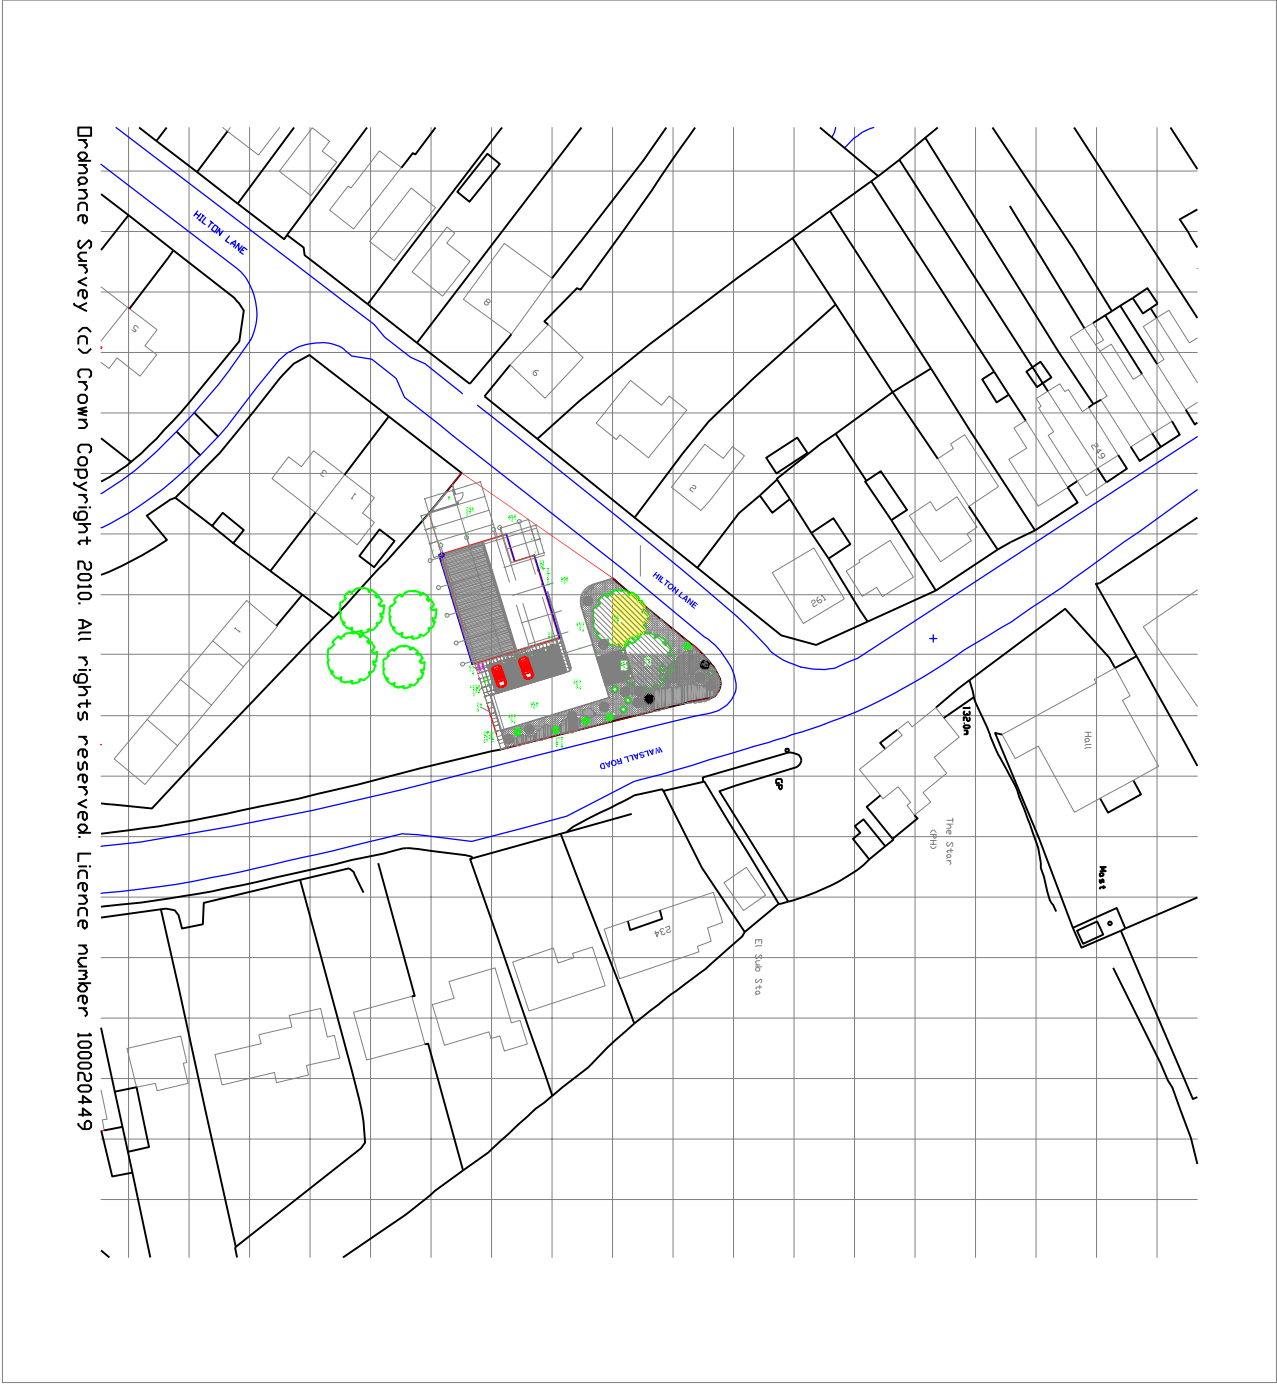 Ordnance Survey (c) Crown Copyright 2010. All rights reserved. Licence number 100020449
HILTON LANE
8
6
5
3
1
2
249
261
HILTON LANE
1
WALSALL ROAD
132.0m
Hall
GP
The Star
(PH)
Mast
234
El Sub Sta